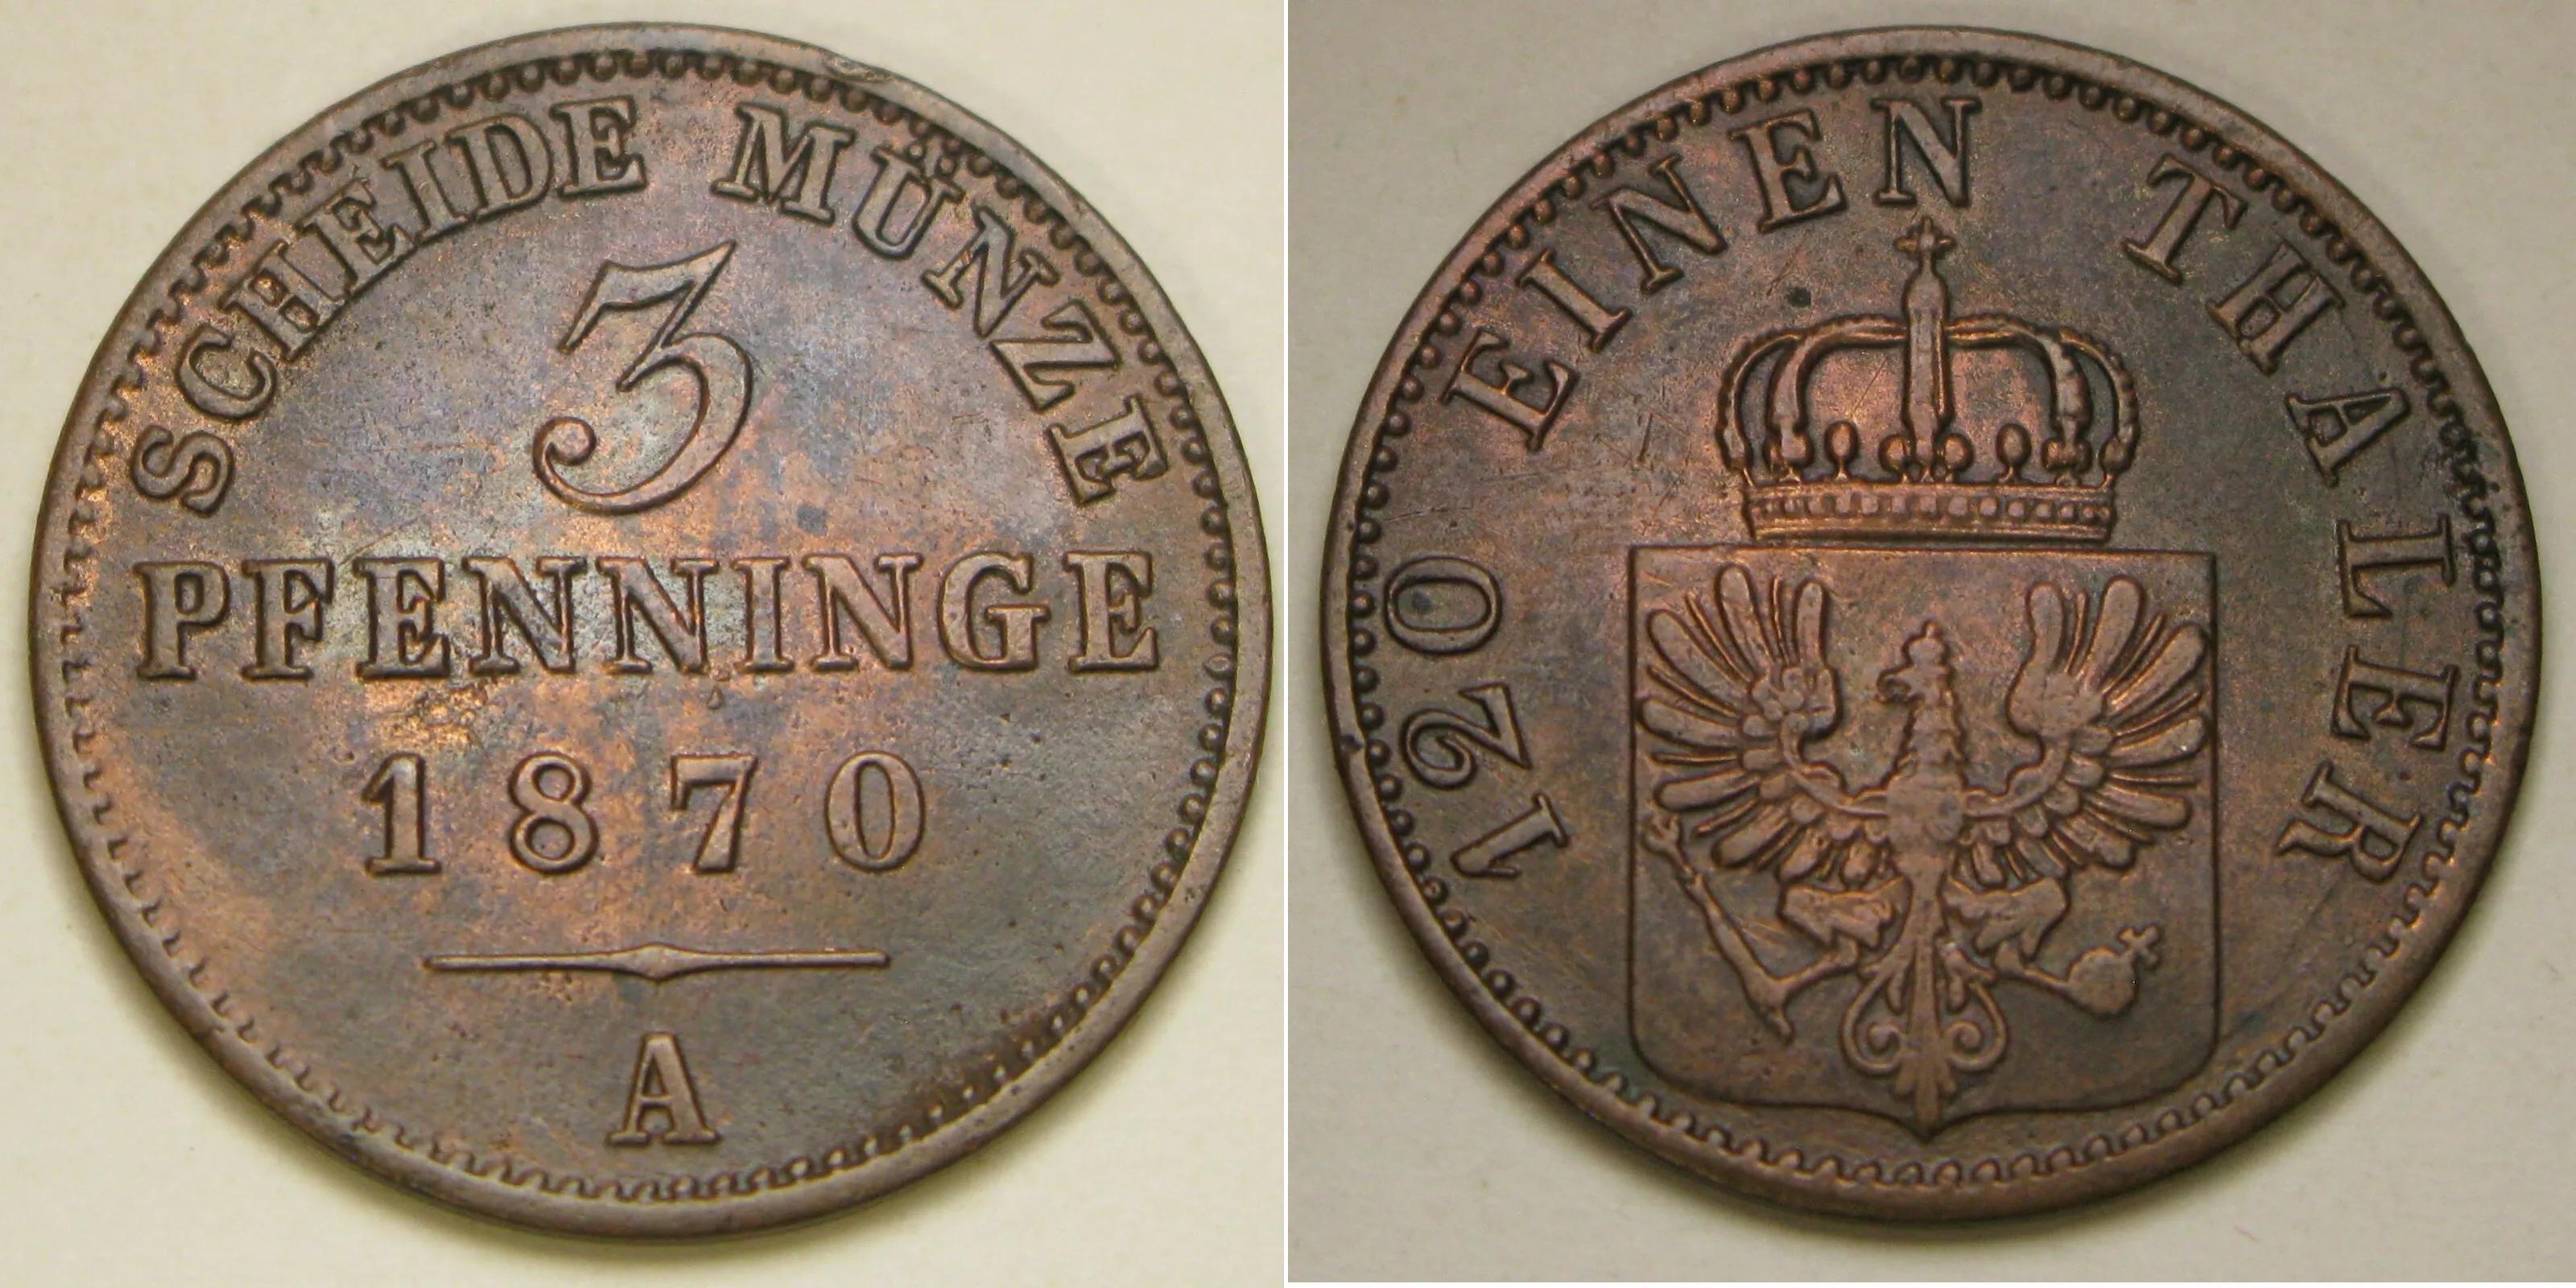 SCHEIDE MÜNZE
3
PFENNINGE
1870
A
120 EINEN THALER